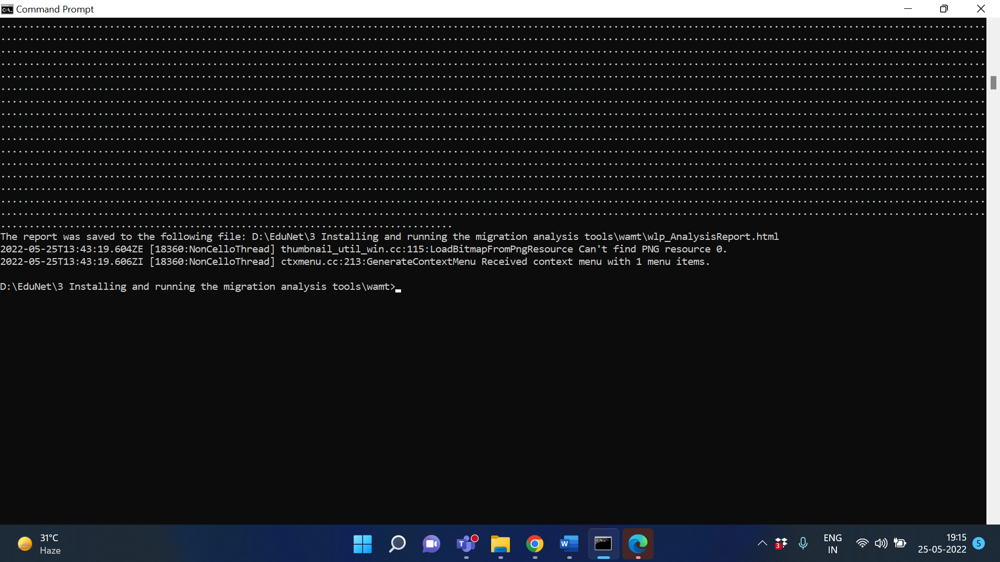 Command Prompt
The report was saved to the following file: D:\EduNet\3 Installing and running the migration analysis tools\wamt\wlp_AnalysisReport.html
2022-05-25T13:43:19.604ZE [18360:NonCelloThread] thumbnail_util_win.cc:115:LoadBitmapFromPngResource Can't find PNG resource 0.
2022-05-25T13:43:19.606ZI [18360:NonCelloThread] ctxmenu.cc:213:GenerateContextMenu Received context menu with 1 menu items.
D:\EduNet\3 Installing and running the migration analysis tools\wamt>
31°C
Haze
3
ENG
IN
19:15
25-05-2022
5